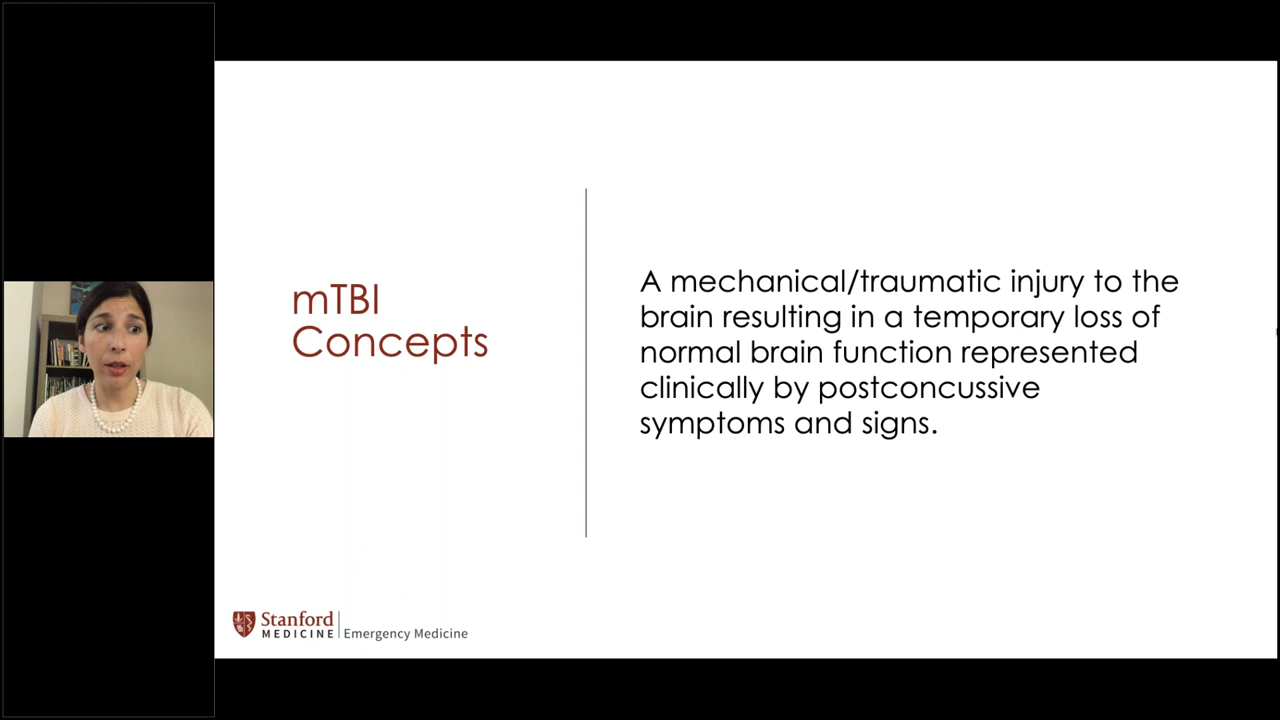 mTBI
Concepts
A mechanical/traumatic injury to the
brain resulting in a temporary loss of
normal brain function represented
clinically by postconcussive
symptoms and signs.
Stanford
MEDICINE
Emergency Medicine